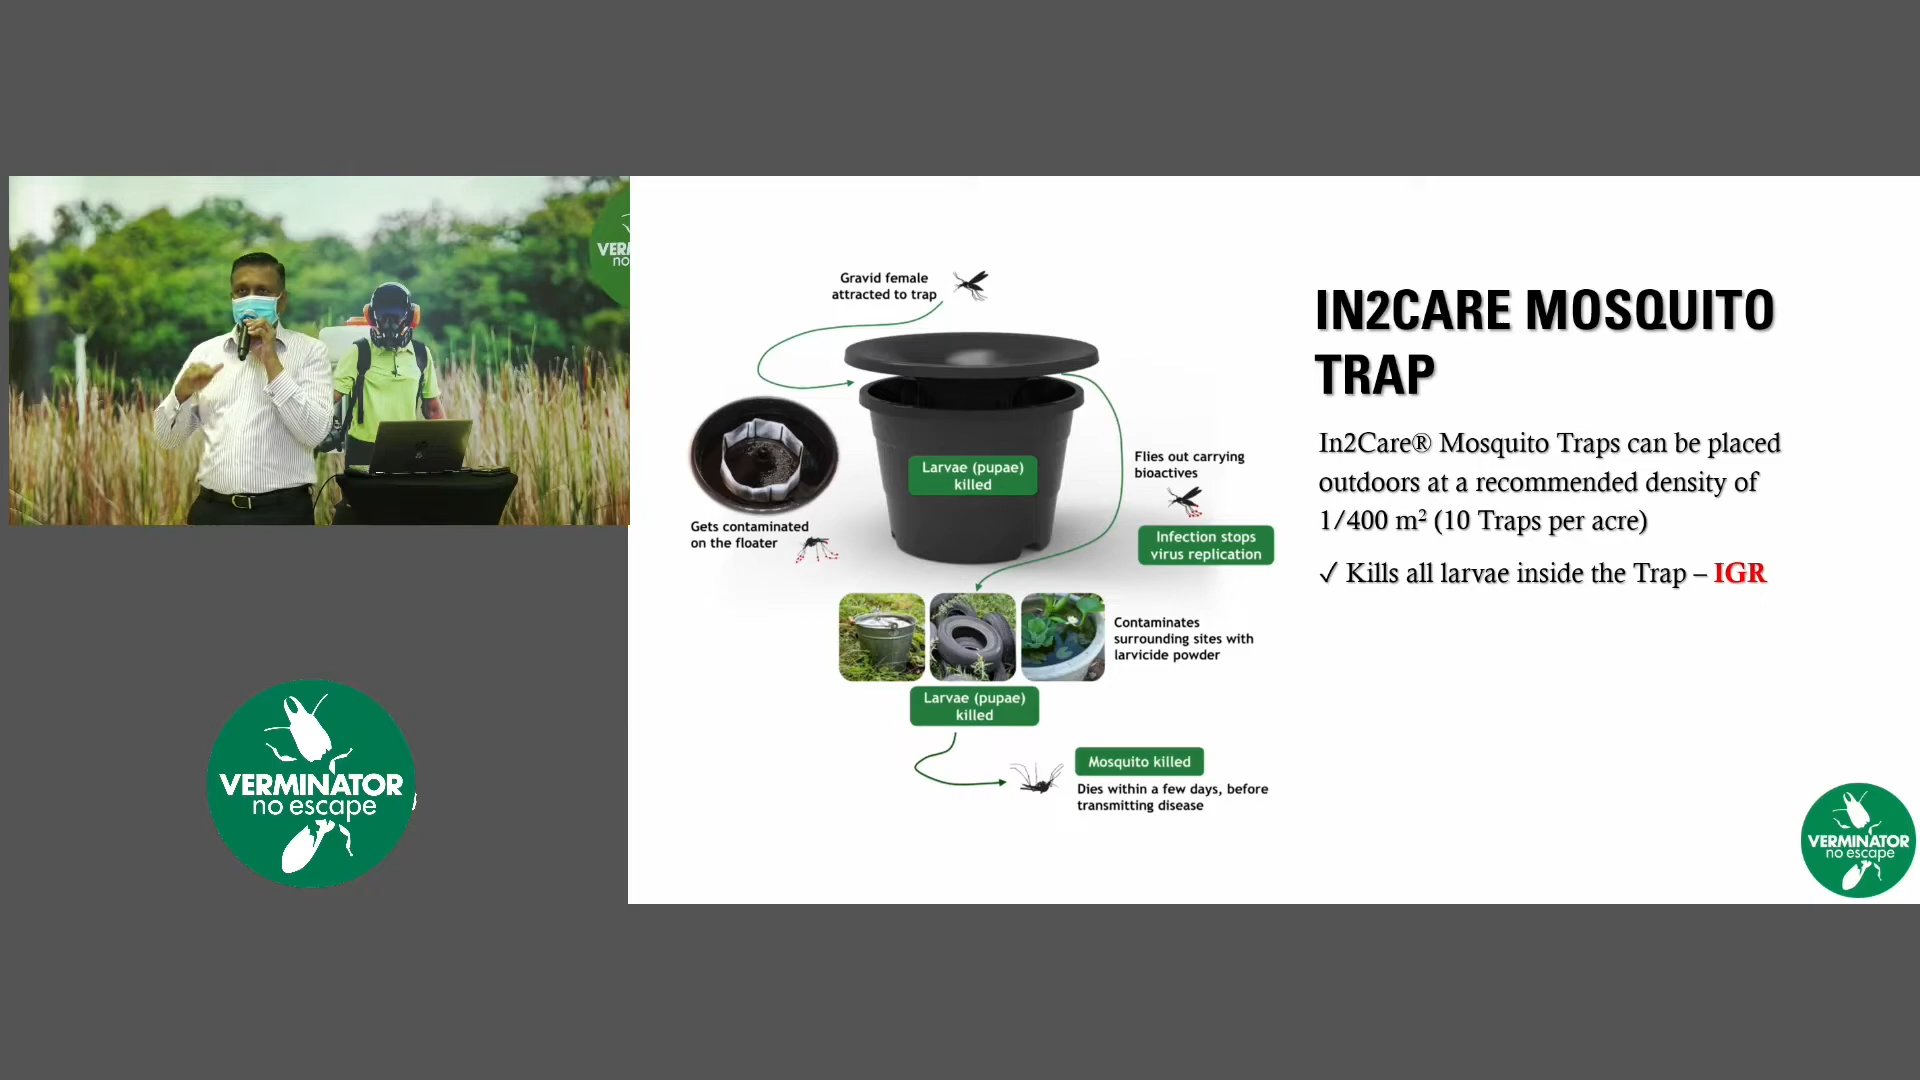 VERMINATOR
no escape
Gravid female
attracted to trap
Larvae (pupae)
killed
Gets contaminated
on the floater
Flies out carrying
bioactives
Infection stops
virus replication
Contaminates
surrounding sites with
larvicide powder
Larvae (pupae)
killed
Mosquito killed
Dies within a few days, before
transmitting disease
IN2CARE MOSQUITO
TRAP
In2Care® Mosquito Traps can be placed
outdoors at a recommended density of
1/400 m² (10 Traps per acre)
✓ Kills all larvae inside the Trap – IGR
VERMINATOR
no escape